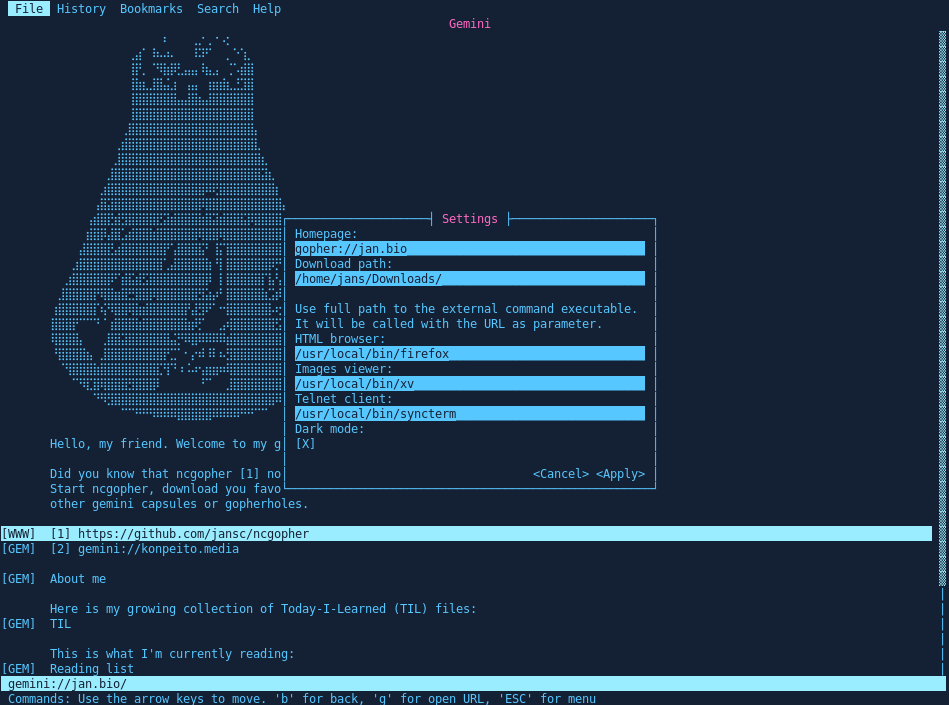 File History Bookmarks Search Help
Gemini
Settings
Homepage:
gopher://jan.bio
Download path:
/home/jans/Downloads/
Use full path to the external command executable.
It will be called with the URL as parameter.
HTML browser:
/usr/local/bin/firefox
Images viewer:
/usr/local/bin/xv
Telnet client:
/usr/local/bin/syncterm
Dark mode:
[X]
<Cancel> <Apply>
Hello, my friend. Welcome to my g
Did you know that ncgopher [1] no
Start ncgopher, download you favo
other gemini capsules or gopherholes.
[WWW] [1] https://github.com/jansc/ncgopher
[GEM] [2] gemini://konpeito.media
[GEM] About me
Here is my growing collection of Today-I-Learned (TIL) files:
[GEM] TIL
This is what I'm currently reading:
[GEM] Reading list
gemini://jan.bio/
Commands: Use the arrow keys to move. 'b' for back, 'g' for open URL, 'ESC' for menu